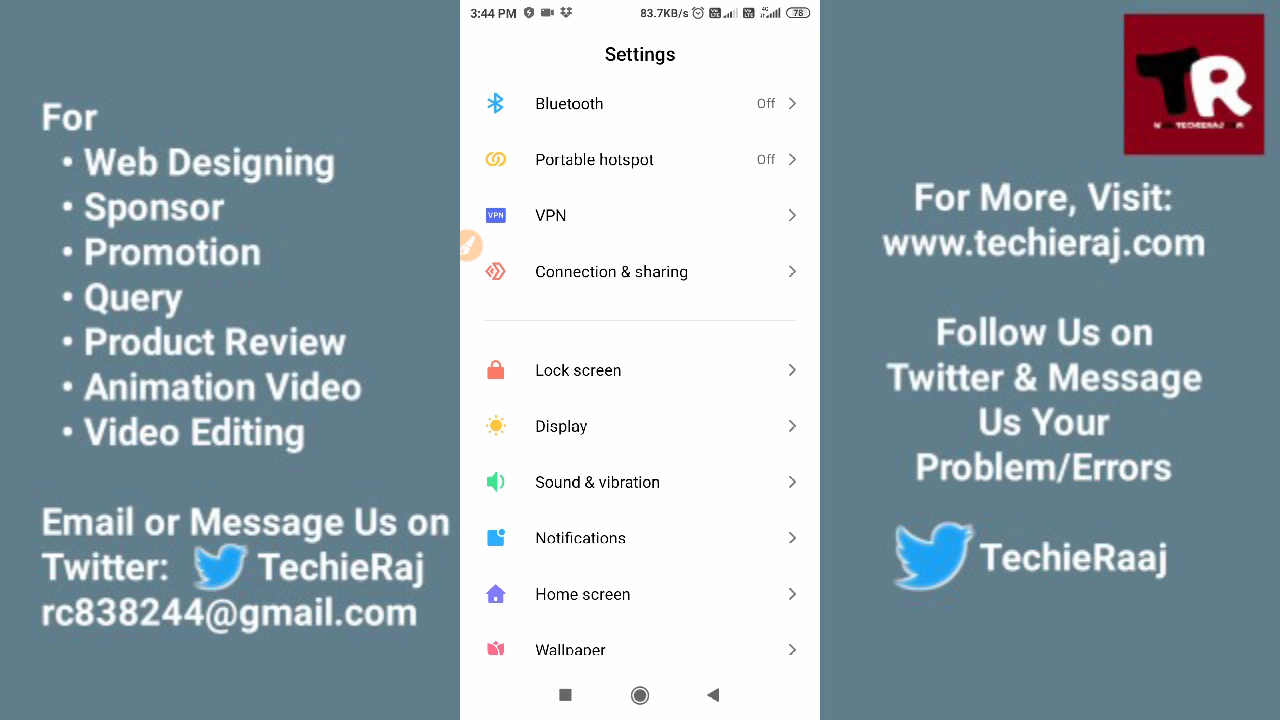 For
• Web Designing
• Sponsor
• Promotion
• Query
• Product Review
• Animation Video
• Video Editing
Email or Message Us on
Twitter: TechieRaj
rc838244@gmail.com
3:44 PM 83.7KB/s 4G 78
Settings
Bluetooth Off
Portable hotspot Off
VPN VPN
Connection & sharing
Lock screen
Display
Sound & vibration
Notifications
Home screen
Wallpaper
TR
For More, Visit:
www.techieraj.com
Follow Us on
Twitter & Message
Us Your
Problem/Errors
TechieRaaj